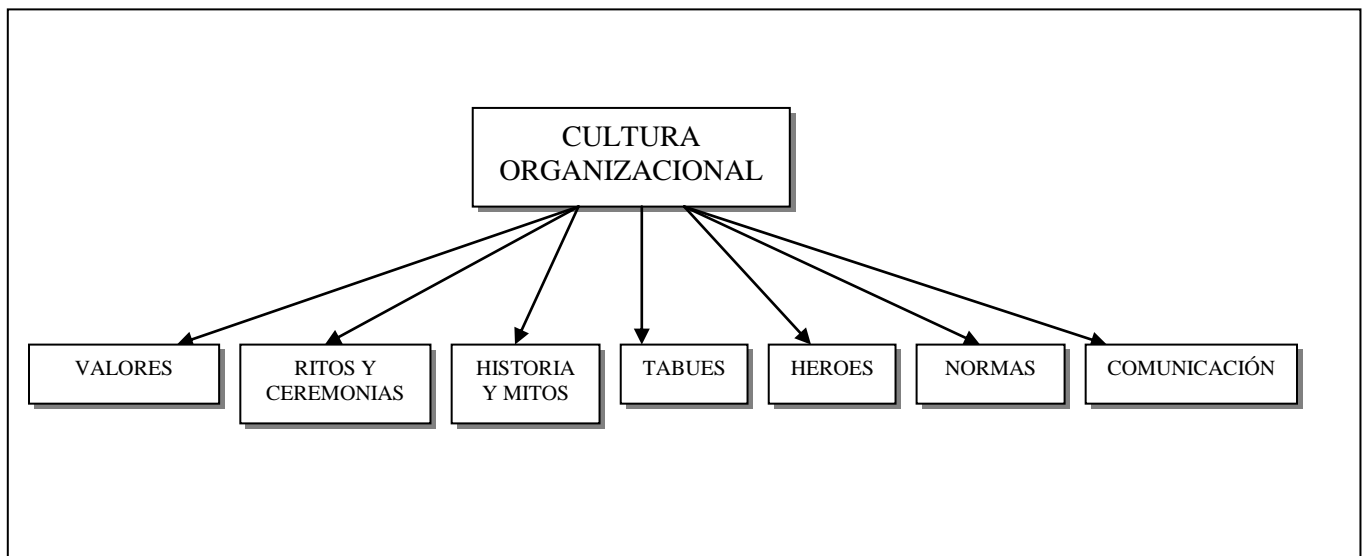 CULTURA
ORGANIZACIONAL
VALORES
RITOS Y
CEREMONIAS
HISTORIA
Y MITOS
TABUES
HEROES
NORMAS
COMUNICACIÓN